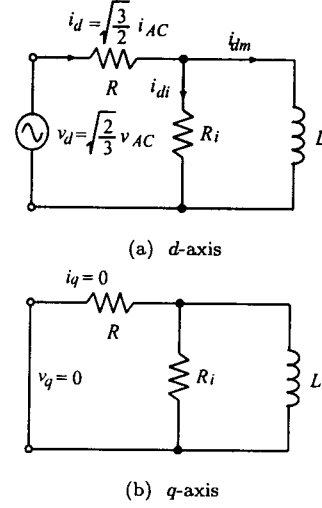 i_d = √(3/2) i_AC
i_dm
R
i_di
v_d = √(2/3) v_AC
R_i
L
(a) d-axis
i_q = 0
R
v_q = 0
R_i
L
(b) q-axis